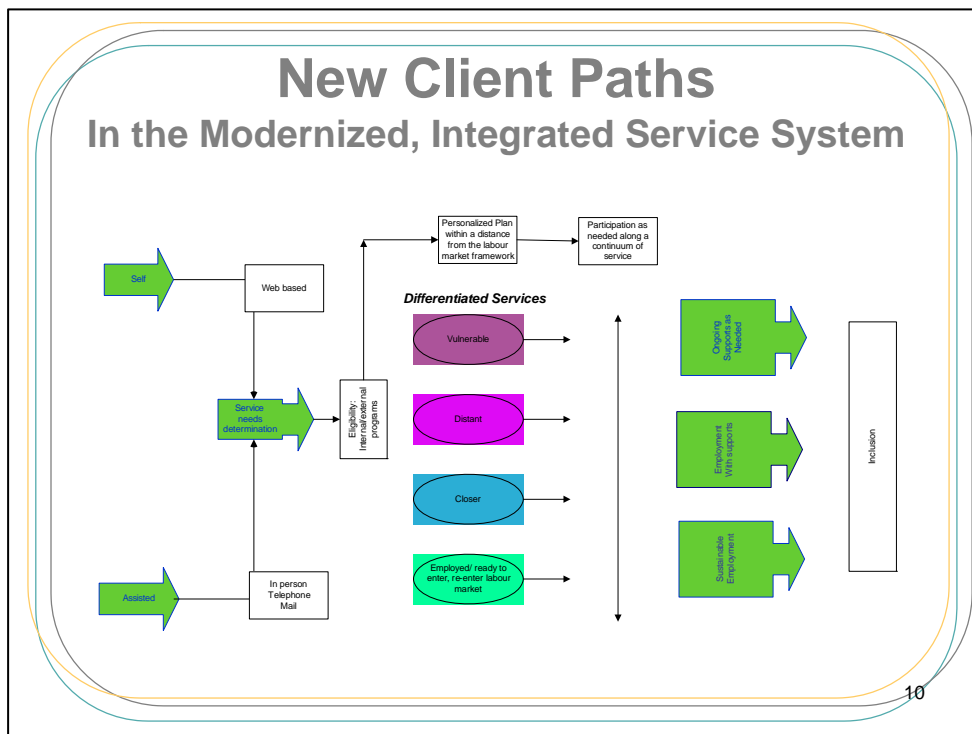 New Client Paths
In the Modernized, Integrated Service System
Personalized Plan
within a distance
from the labour
market framework
Participation as
needed along a
continuum of
service
Self
Web based
Differentiated Services
Vulnerable
Service
needs
determination
Eligibility:
Internal/external
programs
Distant
Closer
Employed/ ready to
enter, re-enter labour
market
Assisted
In person
Telephone
Mail
Ongoing
Supports as
Needed
Employment
With supports
Sustainable
Employment
Inclusion
10